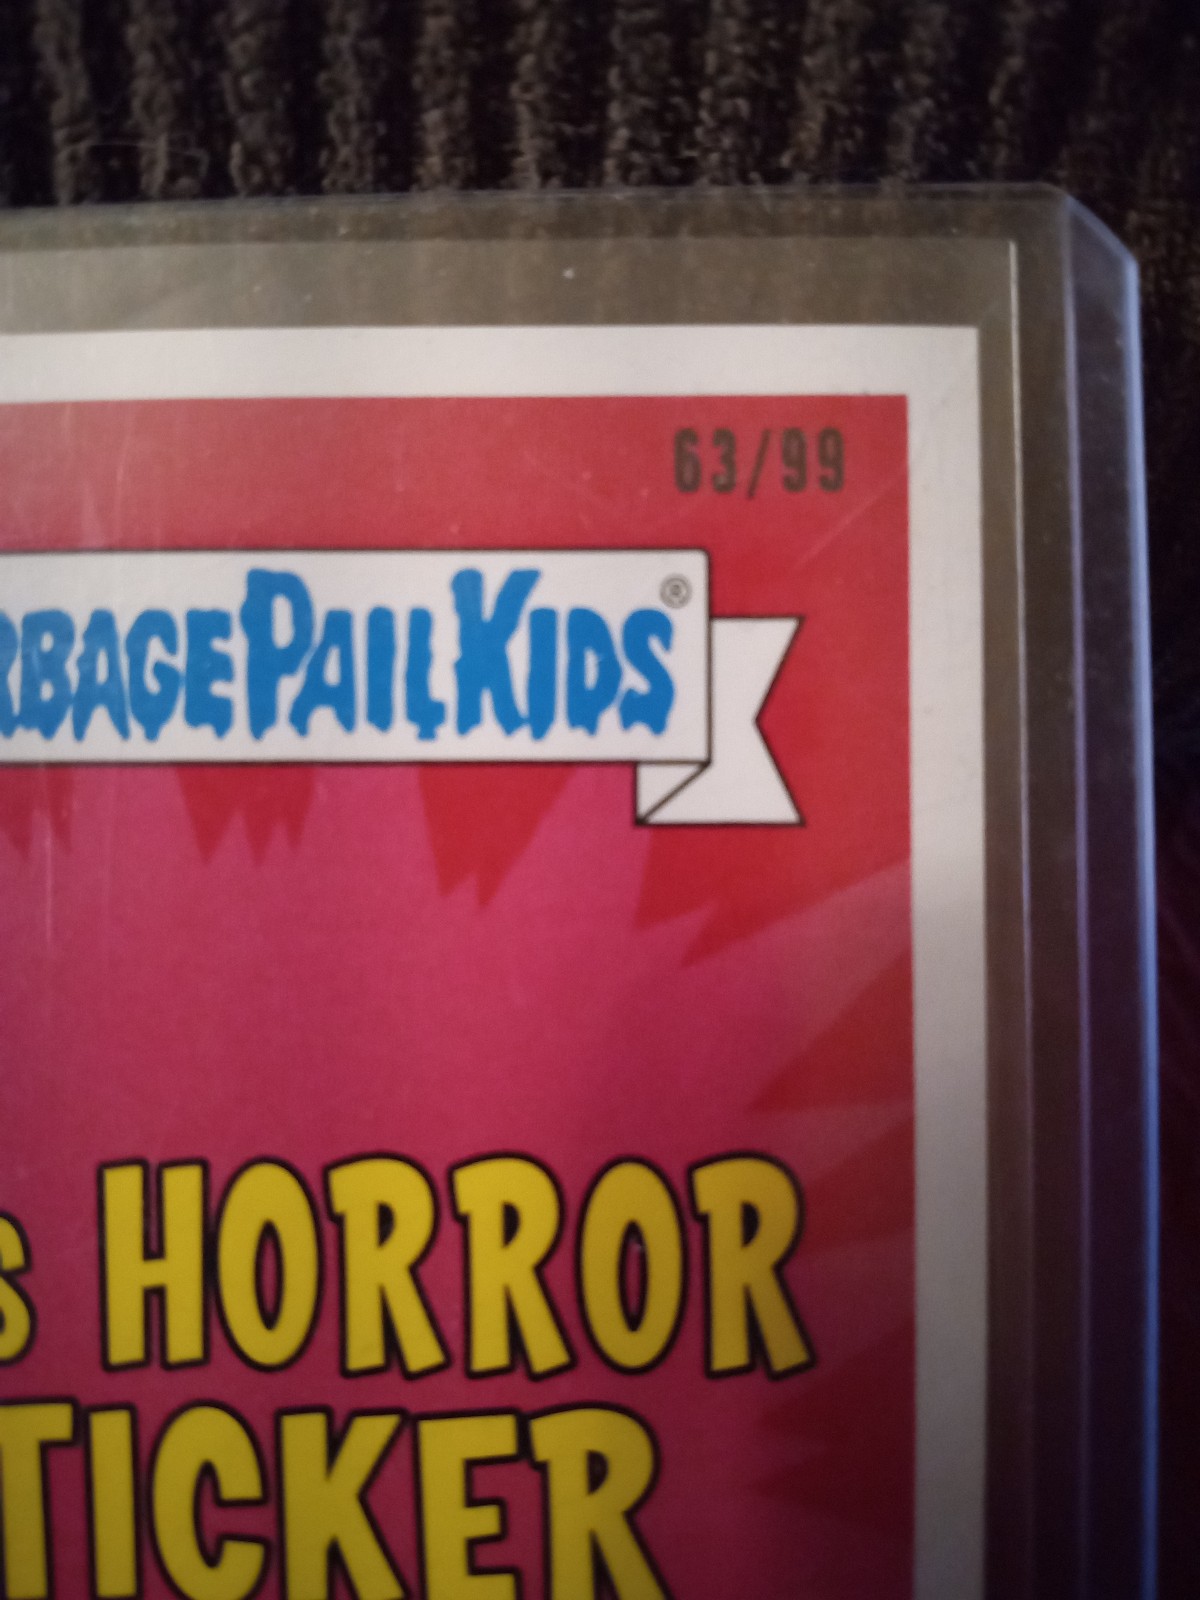 63/99
RBAGE PAIL KIDS®
S HORROR
TICKER